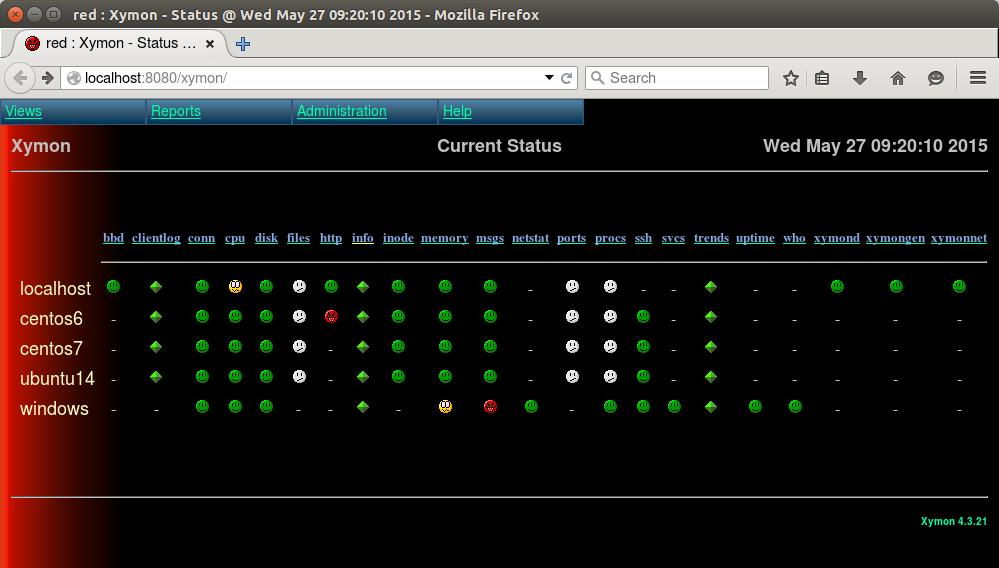 red : Xymon - Status @ Wed May 27 09:20:10 2015 - Mozilla Firefox
red : Xymon - Status ...
localhost:8080/xymon/ Search
Views Reports Administration Help
Xymon Current Status Wed May 27 09:20:10 2015
bbd clientlog conn cpu disk files http info inode memory msgs netstat ports procs ssh svcs trends uptime who xymond xymongen xymonnet
localhost - - - - -
centos6 - - - - - - - -
centos7 - - - - - - - - -
ubuntu14 - - - - - - - - -
windows - - - - - - - - -
Xymon 4.3.21